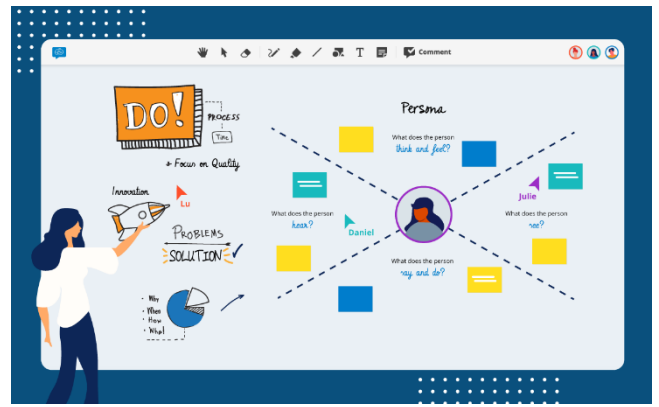 Comment
DO!
PROCESS
Time
→ Focus on Quality
Innovation
Lu
PROBLEMS
SOLUTION
• Why
• When
• How
• What
Persona
What does the person
think and feel?
Julie
What does the person
hear?
Daniel
What does the person
see?
What does the person
say and do?